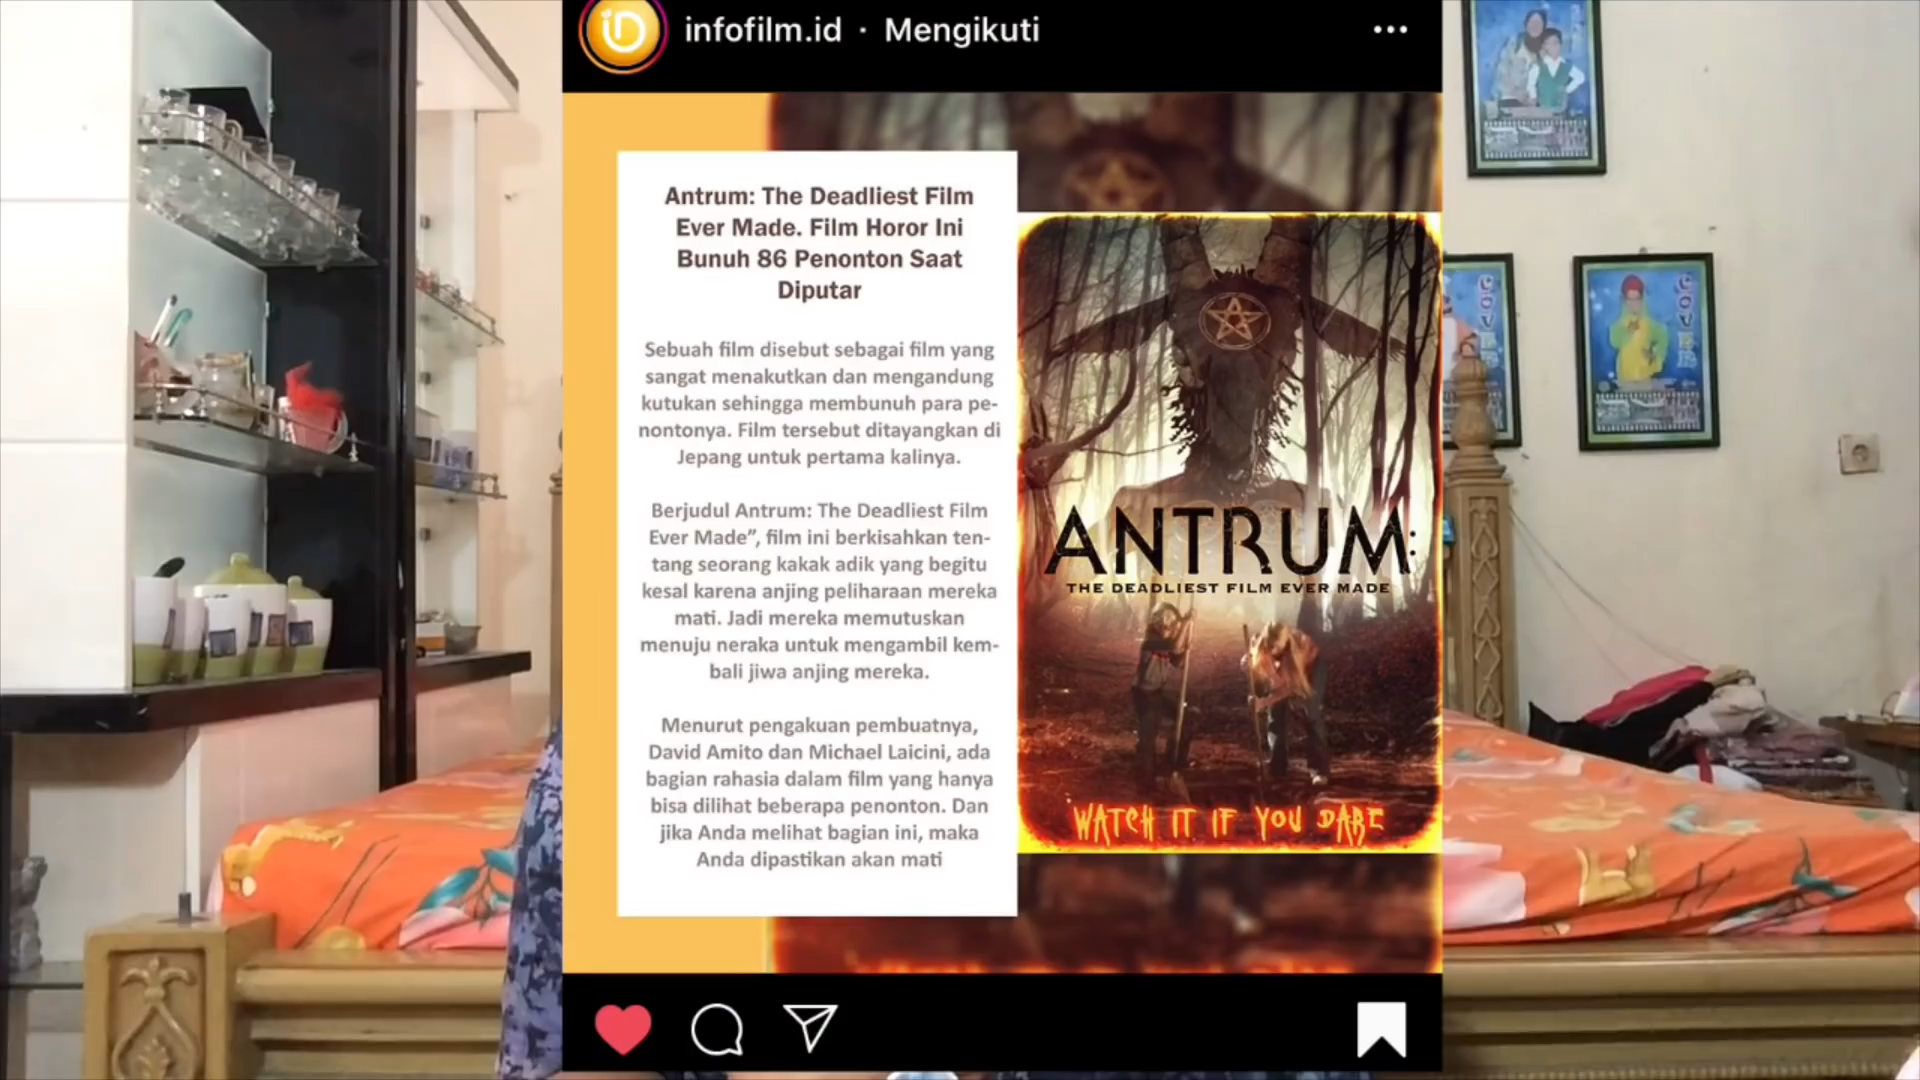 infofilm.id · Mengikuti
Antrum: The Deadliest Film
Ever Made. Film Horor Ini
Bunuh 86 Penonton Saat
Diputar
Sebuah film disebut sebagai film yang
sangat menakutkan dan mengandung
kutukan sehingga membunuh para pe-
nontonya. Film tersebut ditayangkan di
Jepang untuk pertama kalinya.
Berjudul Antrum: The Deadliest Film
Ever Made”, film ini berkisahkan ten-
tang seorang kakak adik yang begitu
kesal karena anjing peliharaan mereka
mati. Jadi mereka memutuskan
menuju neraka untuk mengambil kem-
bali jiwa anjing mereka.
Menurut pengakuan pembuatnya,
David Amito dan Michael Laicini, ada
bagian rahasia dalam film yang hanya
bisa dilihat beberapa penonton. Dan
jika Anda melihat bagian ini, maka
Anda dipastikan akan mati
ANTRUM:
THE DEADLIEST FILM EVER MADE
WATCH IT IF YOU DARE
COVER